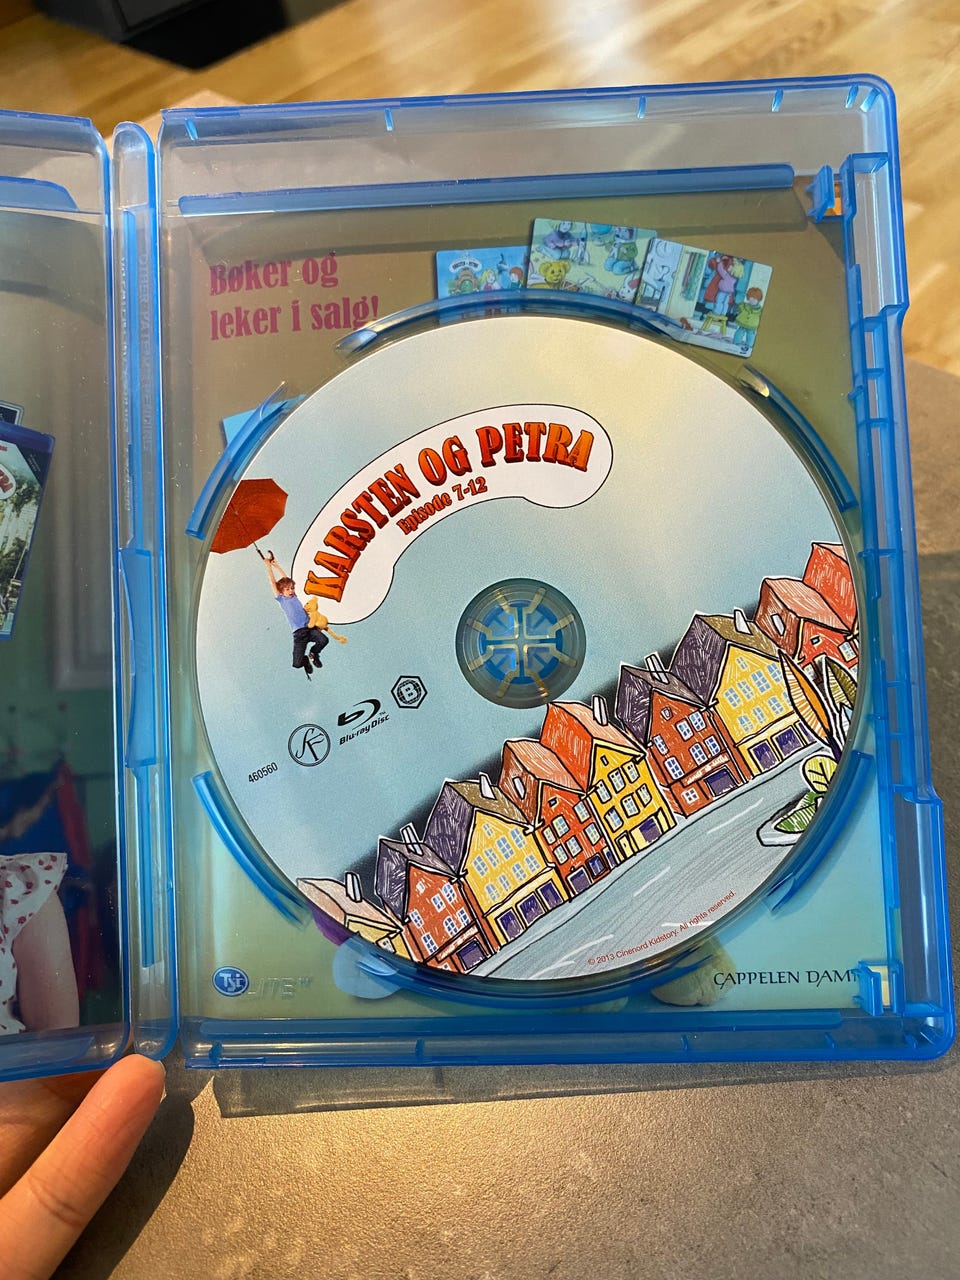 Bøker og
leker i salg!
KARSTEN OG PETRA
Episode 7-12
Blu-ray Disc
B
460560
© 2013 Cinenord Kidstory. All rights reserved.
LITE
CAPPELEN DAMM